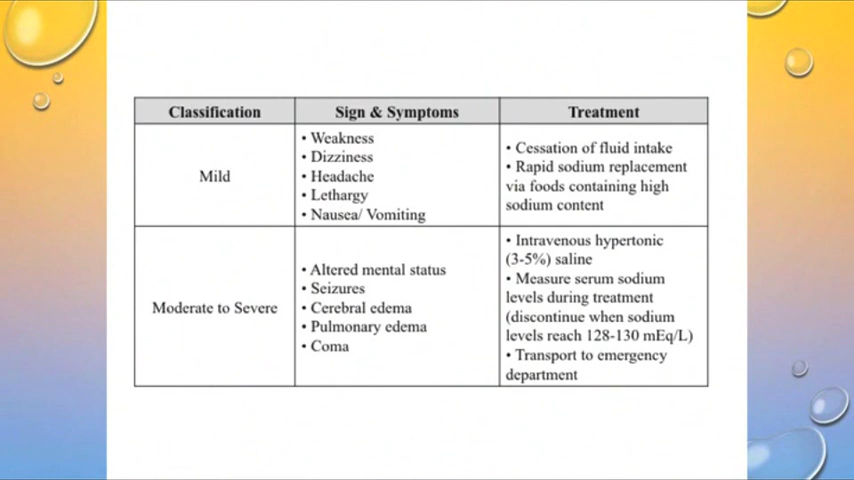 Classification
Sign & Symptoms
Treatment
Mild
• Weakness
• Dizziness
• Headache
• Lethargy
• Nausea/ Vomiting
• Cessation of fluid intake
• Rapid sodium replacement
via foods containing high
sodium content
Moderate to Severe
• Altered mental status
• Seizures
• Cerebral edema
• Pulmonary edema
• Coma
• Intravenous hypertonic
(3-5%) saline
• Measure serum sodium
levels during treatment
(discontinue when sodium
levels reach 128-130 mEq/L)
• Transport to emergency
department